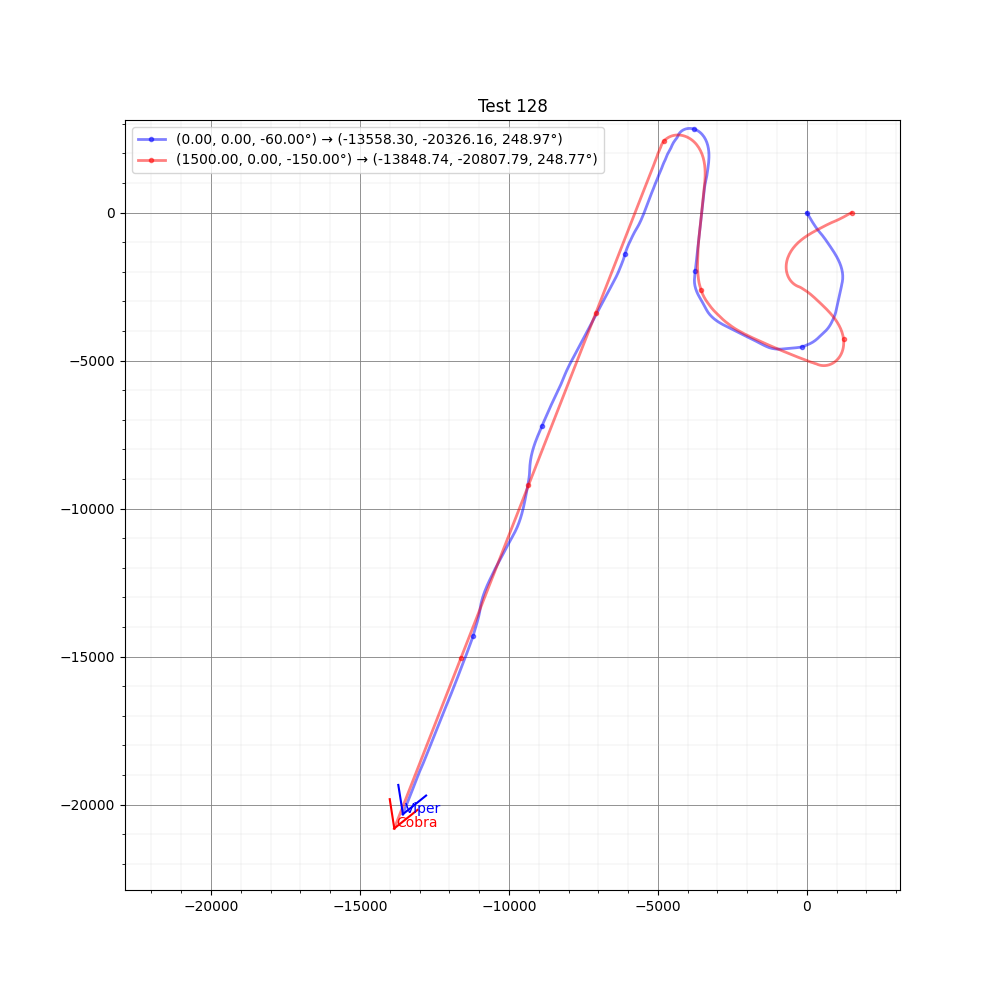 Test 128
(0.00, 0.00, -60.00°) → (-13558.30, -20326.16, 248.97°)
(1500.00, 0.00, -150.00°) → (-13848.74, -20807.79, 248.77°)
0
−5000
−10000
−15000
−20000
Viper
Cobra
−20000 −15000 −10000 −5000 0